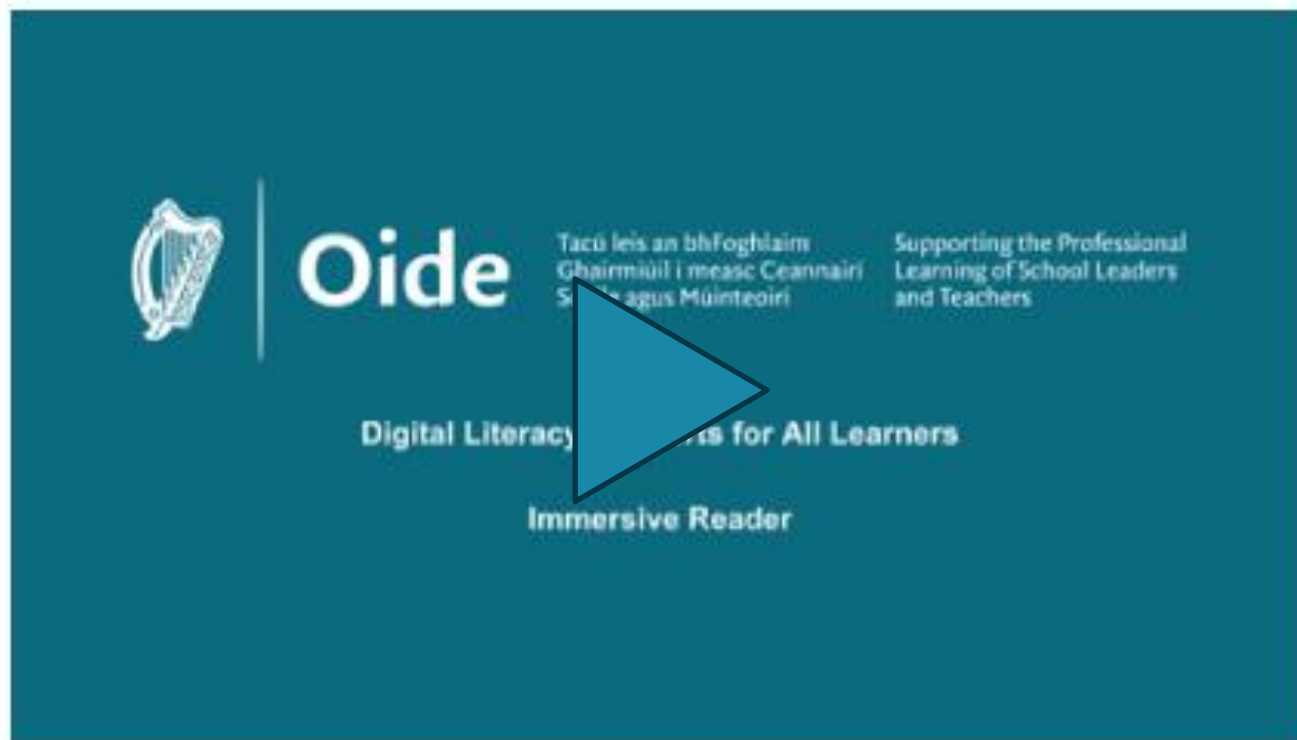 Oide
Tacú leis an bhFoghlaim
Ghairmiúil i measc Ceannairí
agus Múinteoirí
Supporting the Professional
Learning of School Leaders
and Teachers
Digital Literacy for All Learners
Immersive Reader